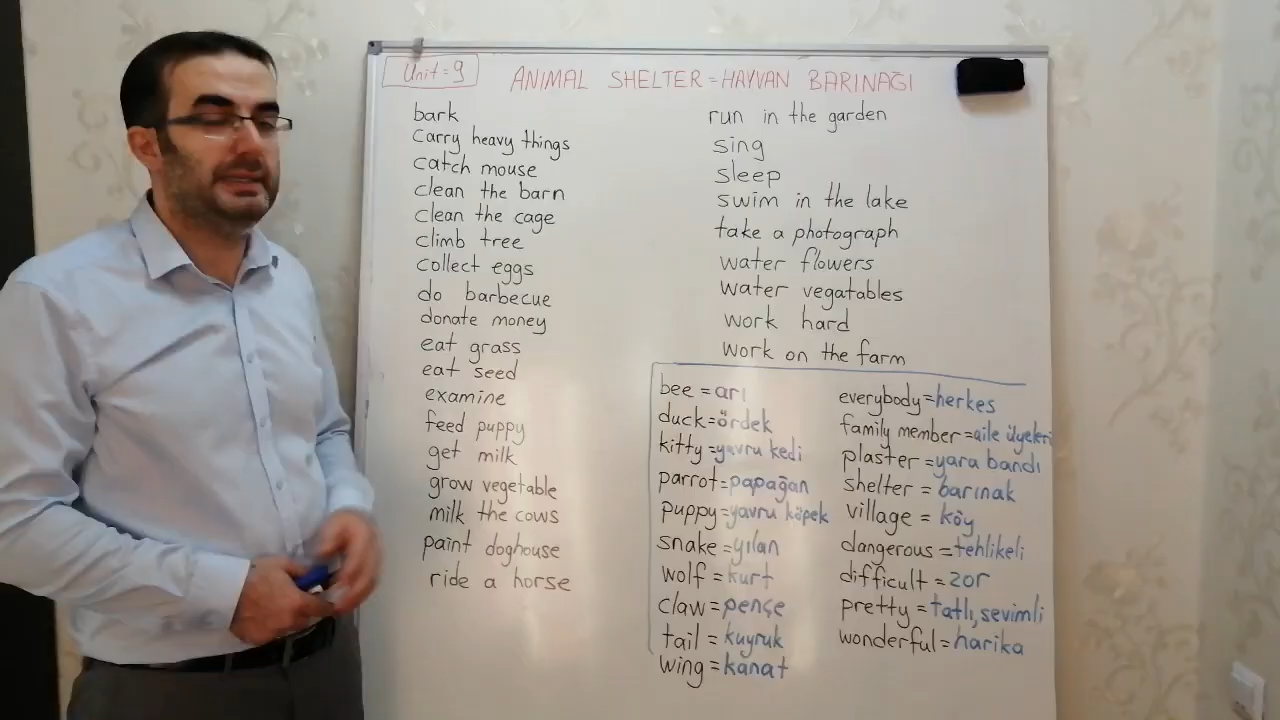 Unit = 9
ANIMAL SHELTER = HAYVAN BARINAĞI
bark
carry heavy things
catch mouse
clean the barn
clean the cage
climb tree
collect eggs
do barbecue
donate money
eat grass
eat seed
examine
feed puppy
get milk
grow vegetable
milk the cows
paint doghouse
ride a horse
run in the garden
sing
sleep
swim in the lake
take a photograph
water flowers
water vegatables
work hard
work on the farm
bee = arı
duck = ördek
kitty = yavru kedi
parrot = papağan
puppy = yavru köpek
snake = yılan
wolf = kurt
claw = pençe
tail = kuyruk
wing = kanat
everybody = herkes
family member = aile üyeleri
plaster = yara bandı
shelter = barınak
village = köy
dangerous = tehlikeli
difficult = zor
pretty = tatlı, sevimli
wonderful = harika